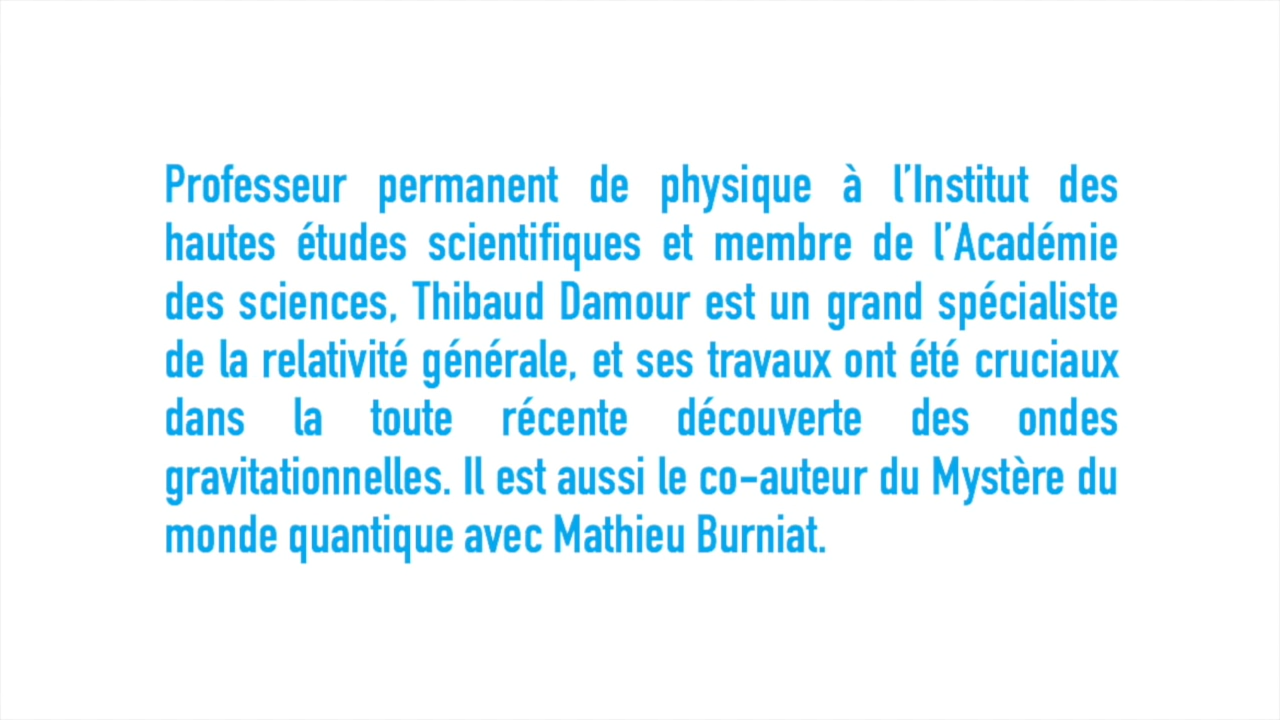 Professeur permanent de physique à l'Institut des
hautes études scientifiques et membre de l'Académie
des sciences, Thibaud Damour est un grand spécialiste
de la relativité générale, et ses travaux ont été cruciaux
dans la toute récente découverte des ondes
gravitationnelles. Il est aussi le co-auteur du Mystère du
monde quantique avec Mathieu Burniat.